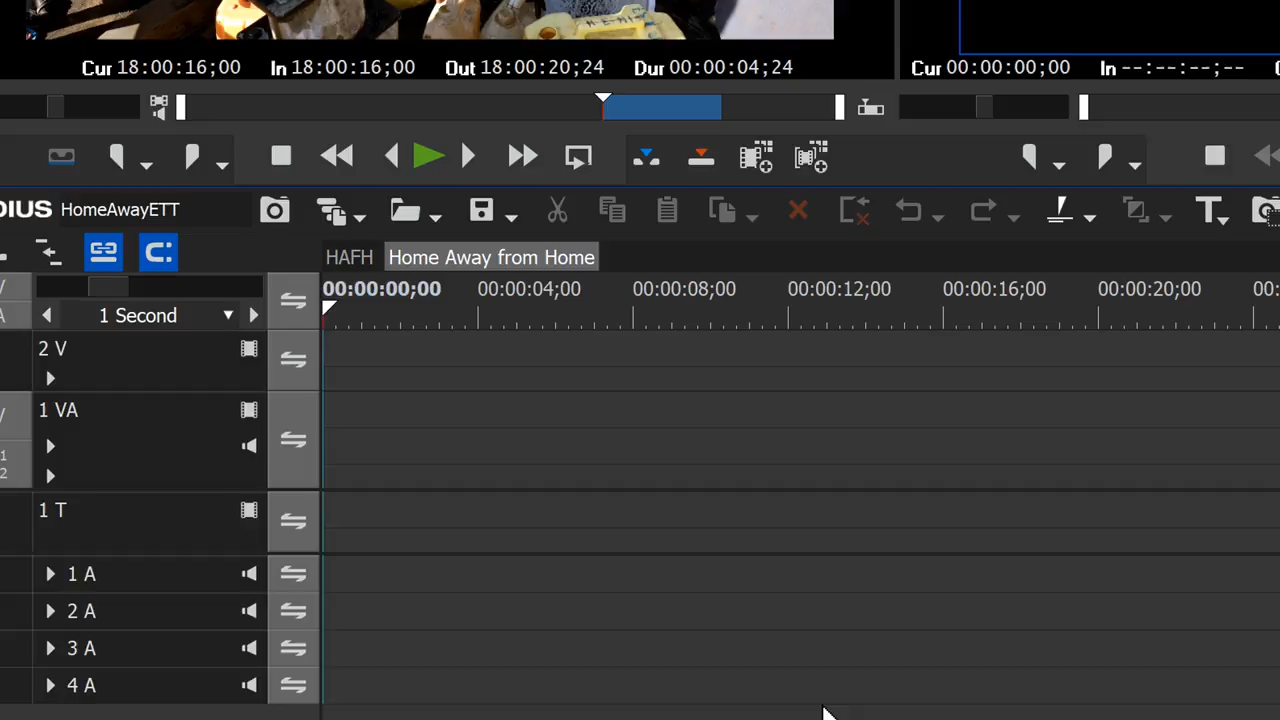 Cur 18:00:16;00 In 18:00:16;00 Out 18:00:20;24 Dur 00:00:04;24 Cur 00:00:00;00 In --:--:--;--
DIUS HomeAwayETT
HAFH Home Away from Home
00:00:00;00 00:00:04;00 00:00:08;00 00:00:12;00 00:00:16;00 00:00:20;00 00:
1 Second
2 V
1 VA
1
2
1 T
1 A
2 A
3 A
4 A